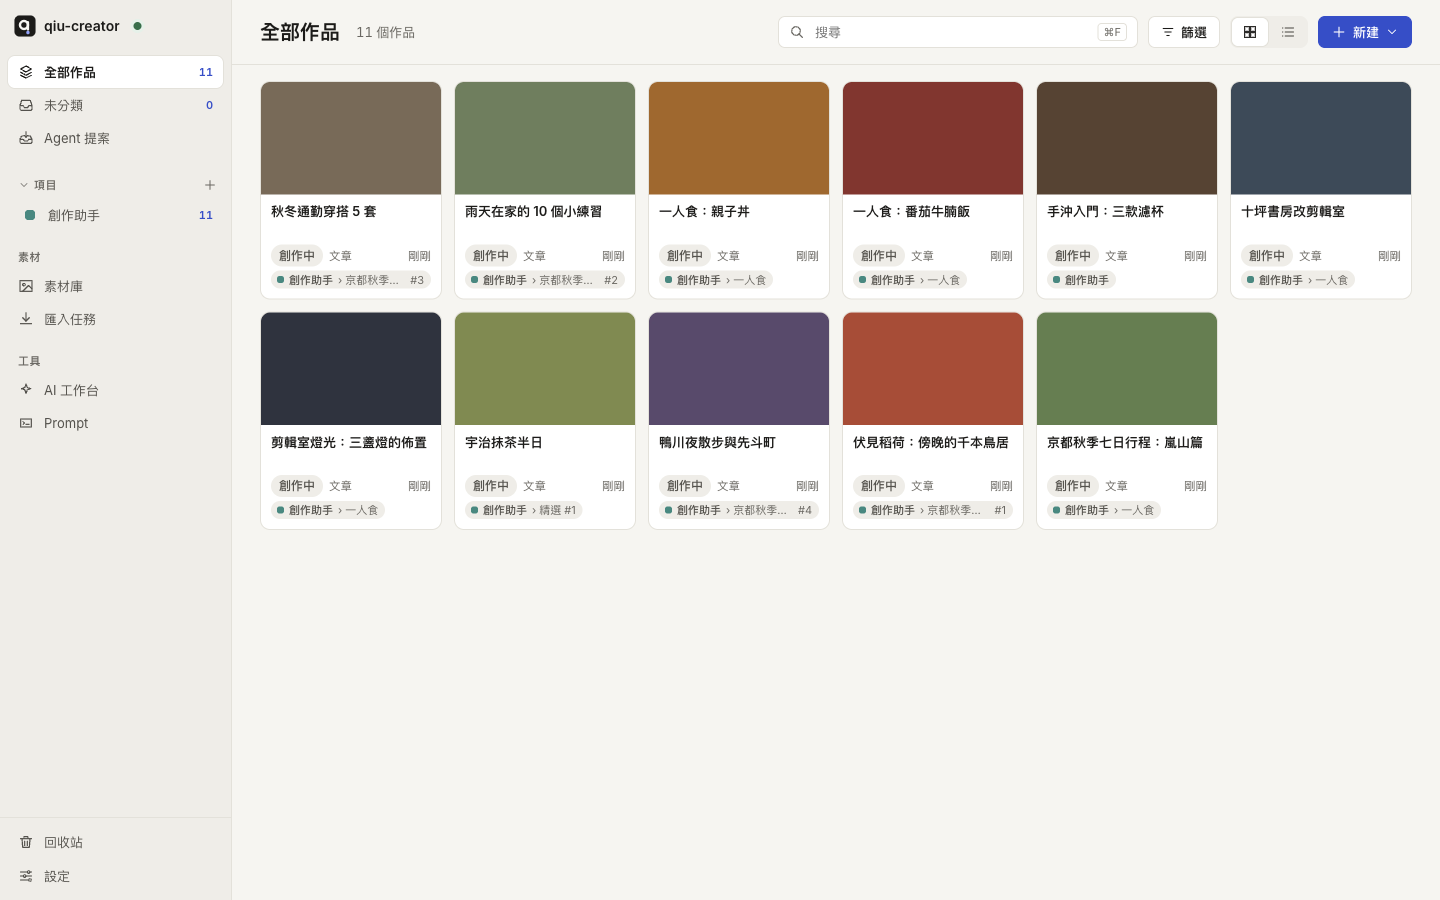 qiu-creator
全部作品 11
未分類 0
Agent 提案
項目
創作助手 11
素材
素材庫
匯入任務
工具
AI 工作台
Prompt
回收站
設定
全部作品 11 個作品
搜尋 ⌘F
篩選
新建
秋冬通勤穿搭 5 套
創作中 文章 剛剛
創作助手 › 京都秋季... #3
雨天在家的 10 個小練習
創作中 文章 剛剛
創作助手 › 京都秋季... #2
一人食：親子丼
創作中 文章 剛剛
創作助手 › 一人食
一人食：番茄牛腩飯
創作中 文章 剛剛
創作助手 › 一人食
手沖入門：三款濾杯
創作中 文章 剛剛
創作助手
十坪書房改剪輯室
創作中 文章 剛剛
創作助手 › 一人食
剪輯室燈光：三盞燈的佈置
創作中 文章 剛剛
創作助手 › 一人食
宇治抹茶半日
創作中 文章 剛剛
創作助手 › 精選 #1
鴨川夜散步與先斗町
創作中 文章 剛剛
創作助手 › 京都秋季... #4
伏見稻荷：傍晚的千本鳥居
創作中 文章 剛剛
創作助手 › 京都秋季... #1
京都秋季七日行程：嵐山篇
創作中 文章 剛剛
創作助手 › 一人食